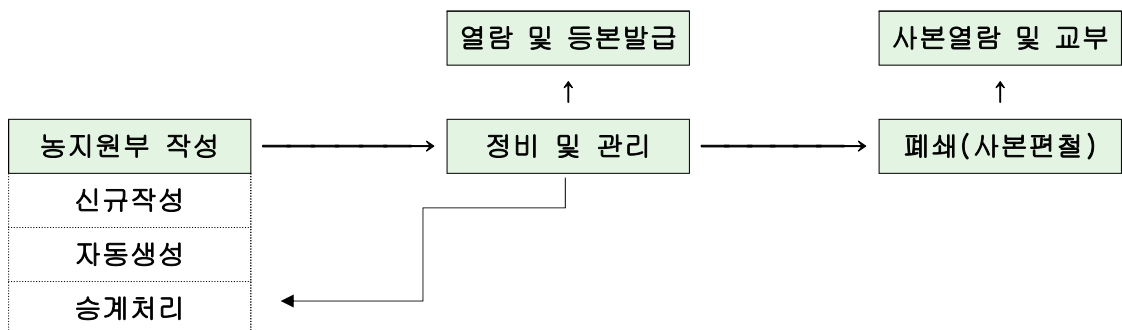 열람 및 등본발급
사본열람 및 교부
농지원부 작성
정비 및 관리
폐쇄(사본편철)
신규작성
자동생성
승계처리